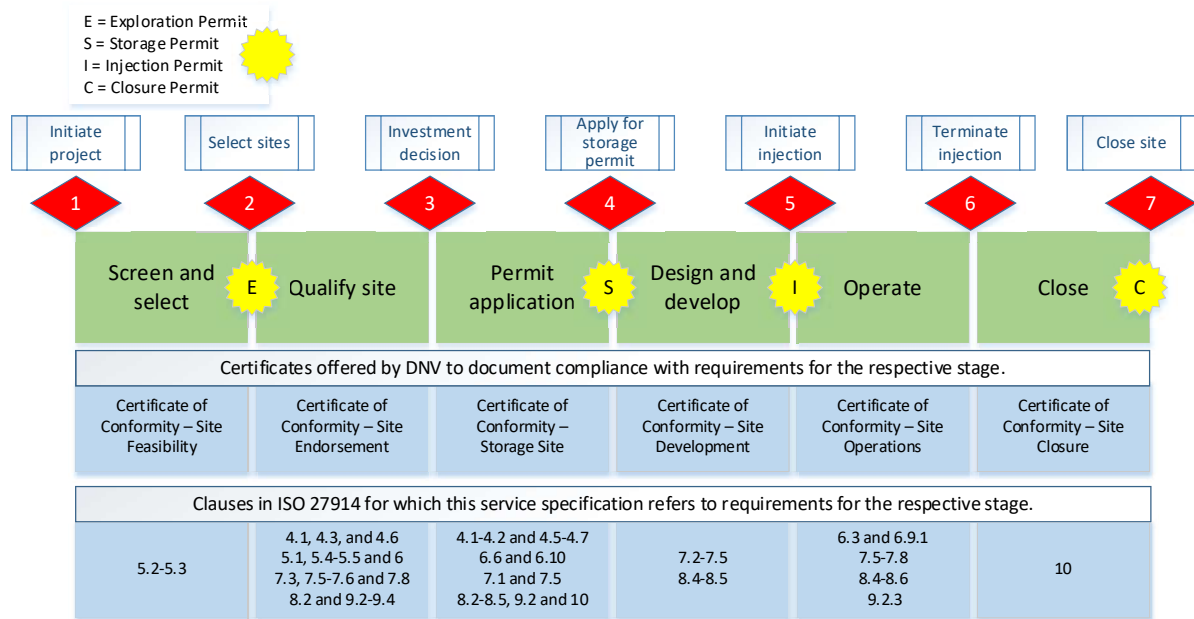 E = Exploration Permit
S = Storage Permit
I = Injection Permit
C = Closure Permit
Initiate
project
Select sites
Investment
decision
Apply for
storage
permit
Initiate
injection
Terminate
injection
Close site
1
2
3
4
5
6
7
Screen and
select
E
Qualify site
Permit
application
S
Design and
develop
I
Operate
Close
C
Certificates offered by DNV to document compliance with requirements for the respective stage.
Certificate of
Conformity – Site
Feasibility
Certificate of
Conformity – Site
Endorsement
Certificate of
Conformity –
Storage Site
Certificate of
Conformity – Site
Development
Certificate of
Conformity – Site
Operations
Certificate of
Conformity – Site
Closure
Clauses in ISO 27914 for which this service specification refers to requirements for the respective stage.
5.2-5.3
4.1, 4.3, and 4.6
5.1, 5.4-5.5 and 6
7.3, 7.5-7.6 and 7.8
8.2 and 9.2-9.4
4.1-4.2 and 4.5-4.7
6.6 and 6.10
7.1 and 7.5
8.2-8.5, 9.2 and 10
7.2-7.5
8.4-8.5
6.3 and 6.9.1
7.5-7.8
8.4-8.6
9.2.3
10